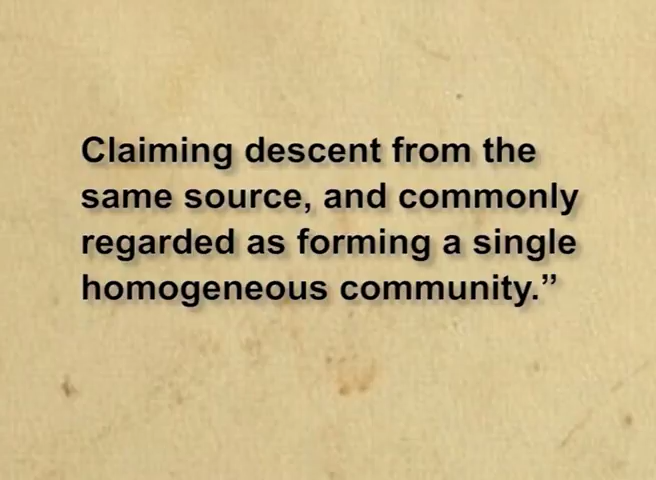 Claiming descent from the
same source, and commonly
regarded as forming a single
homogeneous community.”